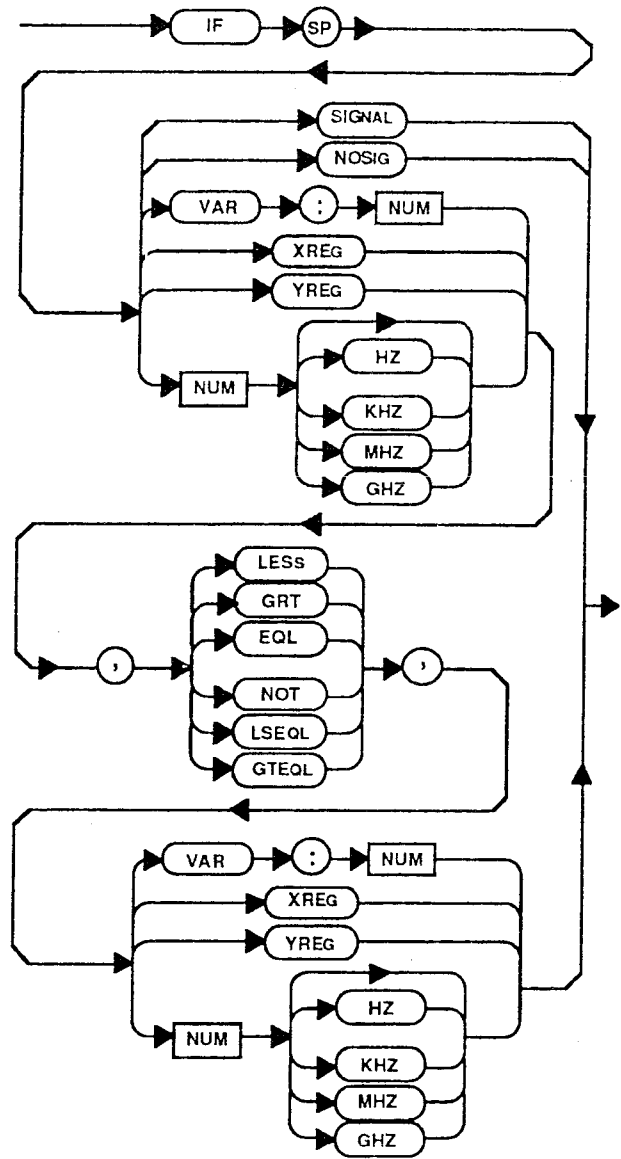 IF SP
SIGNAL
NOSIG
VAR : NUM
XREG
YREG
NUM
HZ
KHZ
MHZ
GHZ
,
LESS
GRT
EQL
NOT
LSEQL
GTEQL
,
VAR : NUM
XREG
YREG
NUM
HZ
KHZ
MHZ
GHZ